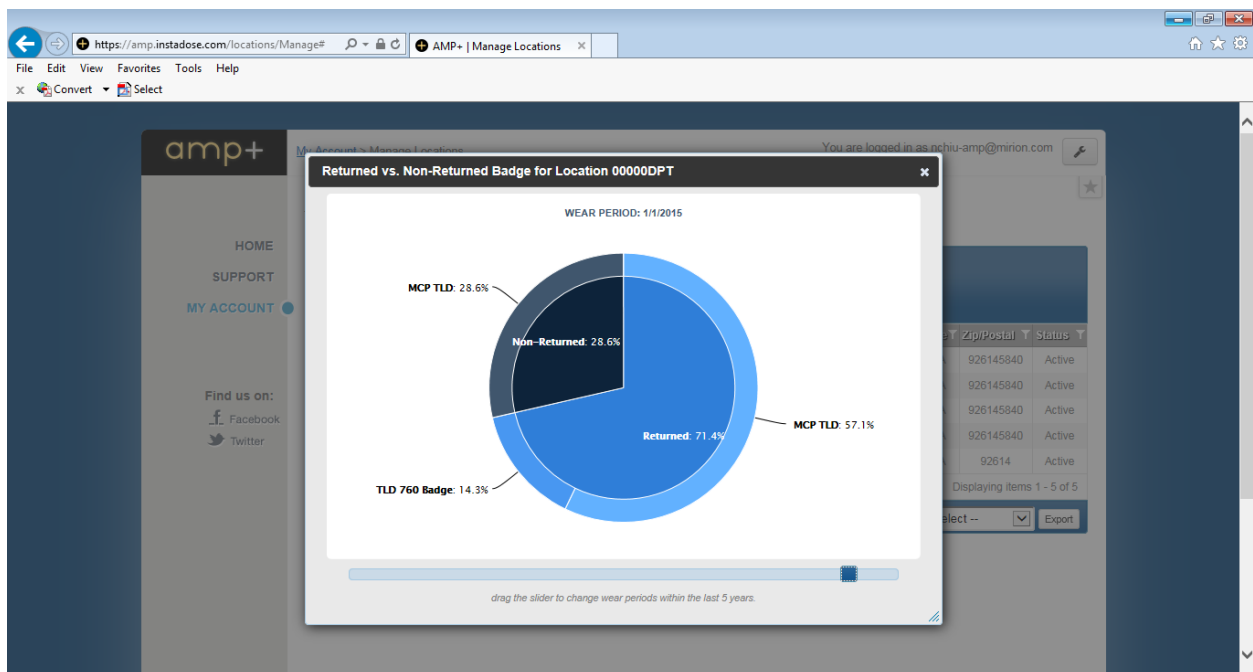 https://amp.instadose.com/locations/Manage#
AMP+ | Manage Locations
File Edit View Favorites Tools Help
x Convert Select
amp+
My Account > Manage Locations
You are logged in as nchiu-amp@mirion.com
Returned vs. Non-Returned Badge for Location 00000DPT
WEAR PERIOD: 1/1/2015
HOME
SUPPORT
MY ACCOUNT
Find us on:
Facebook
Twitter
MCP TLD: 28.6%
Non-Returned: 28.6%
MCP TLD: 57.1%
Returned: 71.4%
TLD 760 Badge: 14.3%
Zip/Postal Status
926145840 Active
926145840 Active
926145840 Active
926145840 Active
92614 Active
Displaying items 1 - 5 of 5
elect -- Export
drag the slider to change wear periods within the last 5 years.